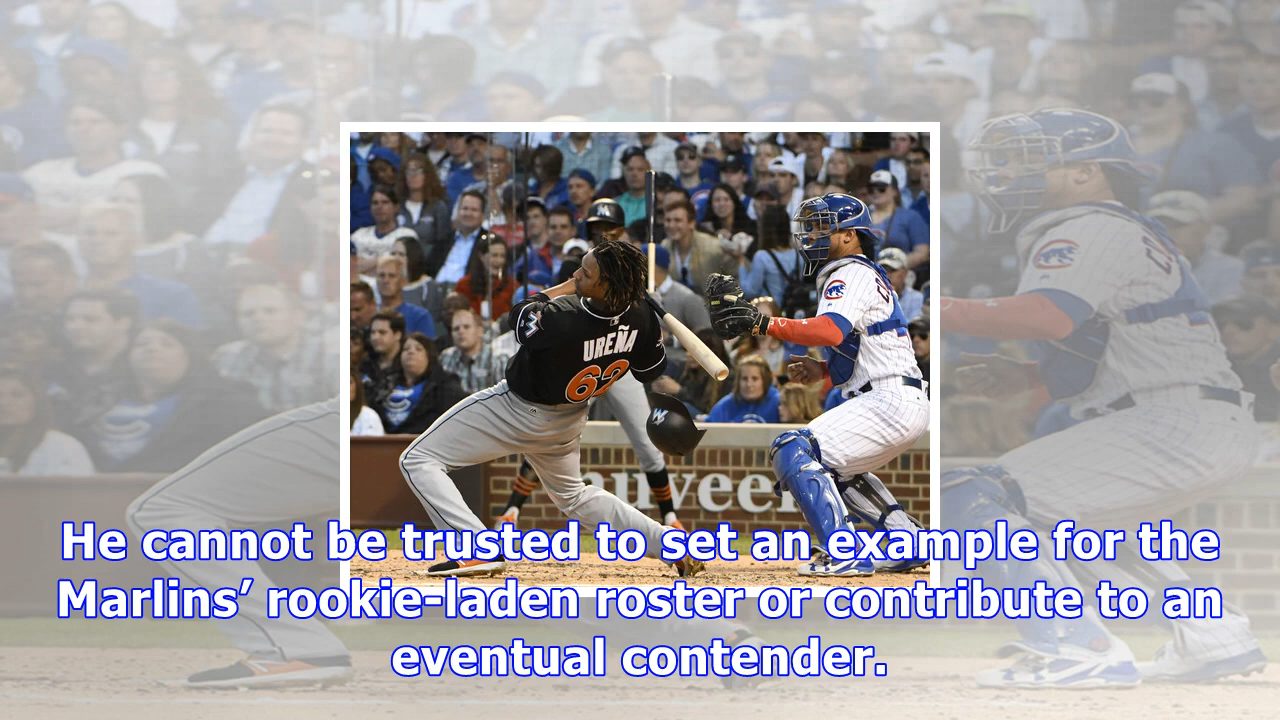 UREÑA
62
nuveen
He cannot be trusted to set an example for the
Marlins’ rookie-laden roster or contribute to an
eventual contender.